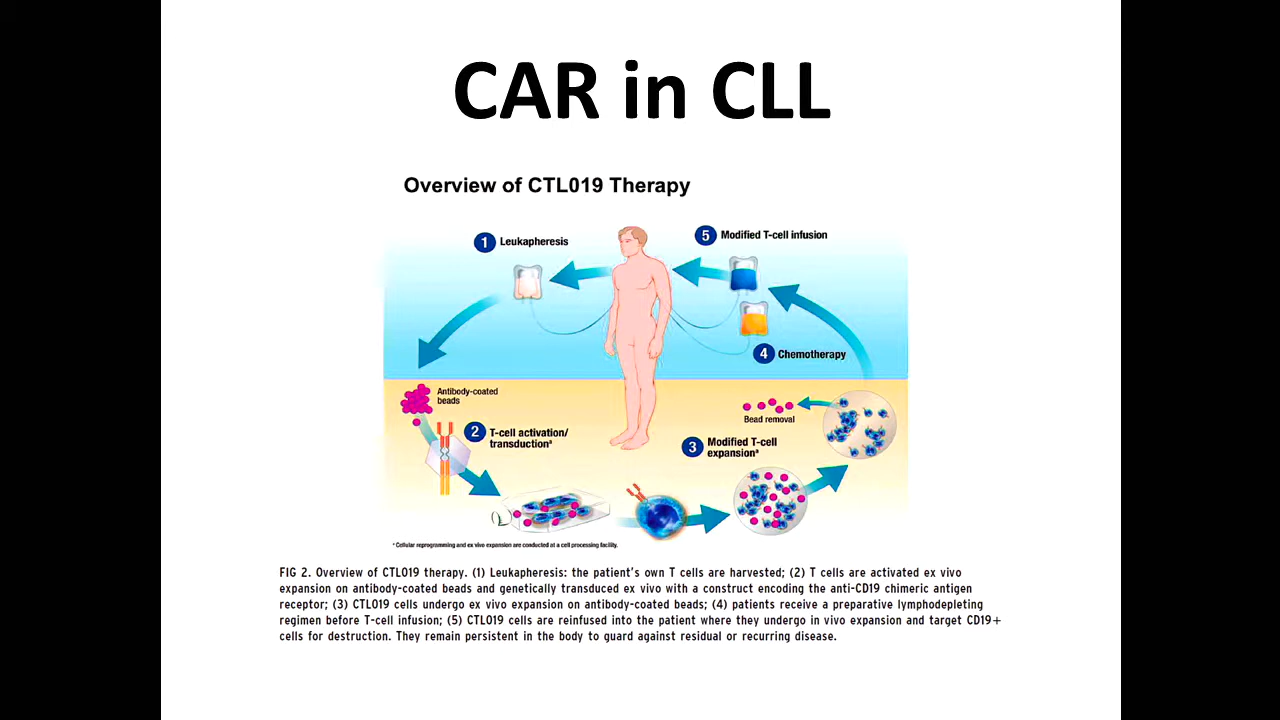 CAR in CLL
Overview of CTL019 Therapy
1 Leukapheresis
5 Modified T-cell infusion
4 Chemotherapy
Antibody-coated
beads
2 T-cell activation/
transductionª
Bead removal
3 Modified T-cell
expansionª
ª Cellular reprogramming and ex vivo expansion are conducted at a cell processing facility.
FIG 2. Overview of CTL019 therapy. (1) Leukapheresis: the patient's own T cells are harvested; (2) T cells are activated ex vivo
expansion on antibody-coated beads and genetically transduced ex vivo with a construct encoding the anti-CD19 chimeric antigen
receptor; (3) CTL019 cells undergo ex vivo expansion on antibody-coated beads; (4) patients receive a preparative lymphodepleting
regimen before T-cell infusion; (5) CTL019 cells are reinfused into the patient where they undergo in vivo expansion and target CD19+
cells for destruction. They remain persistent in the body to guard against residual or recurring disease.